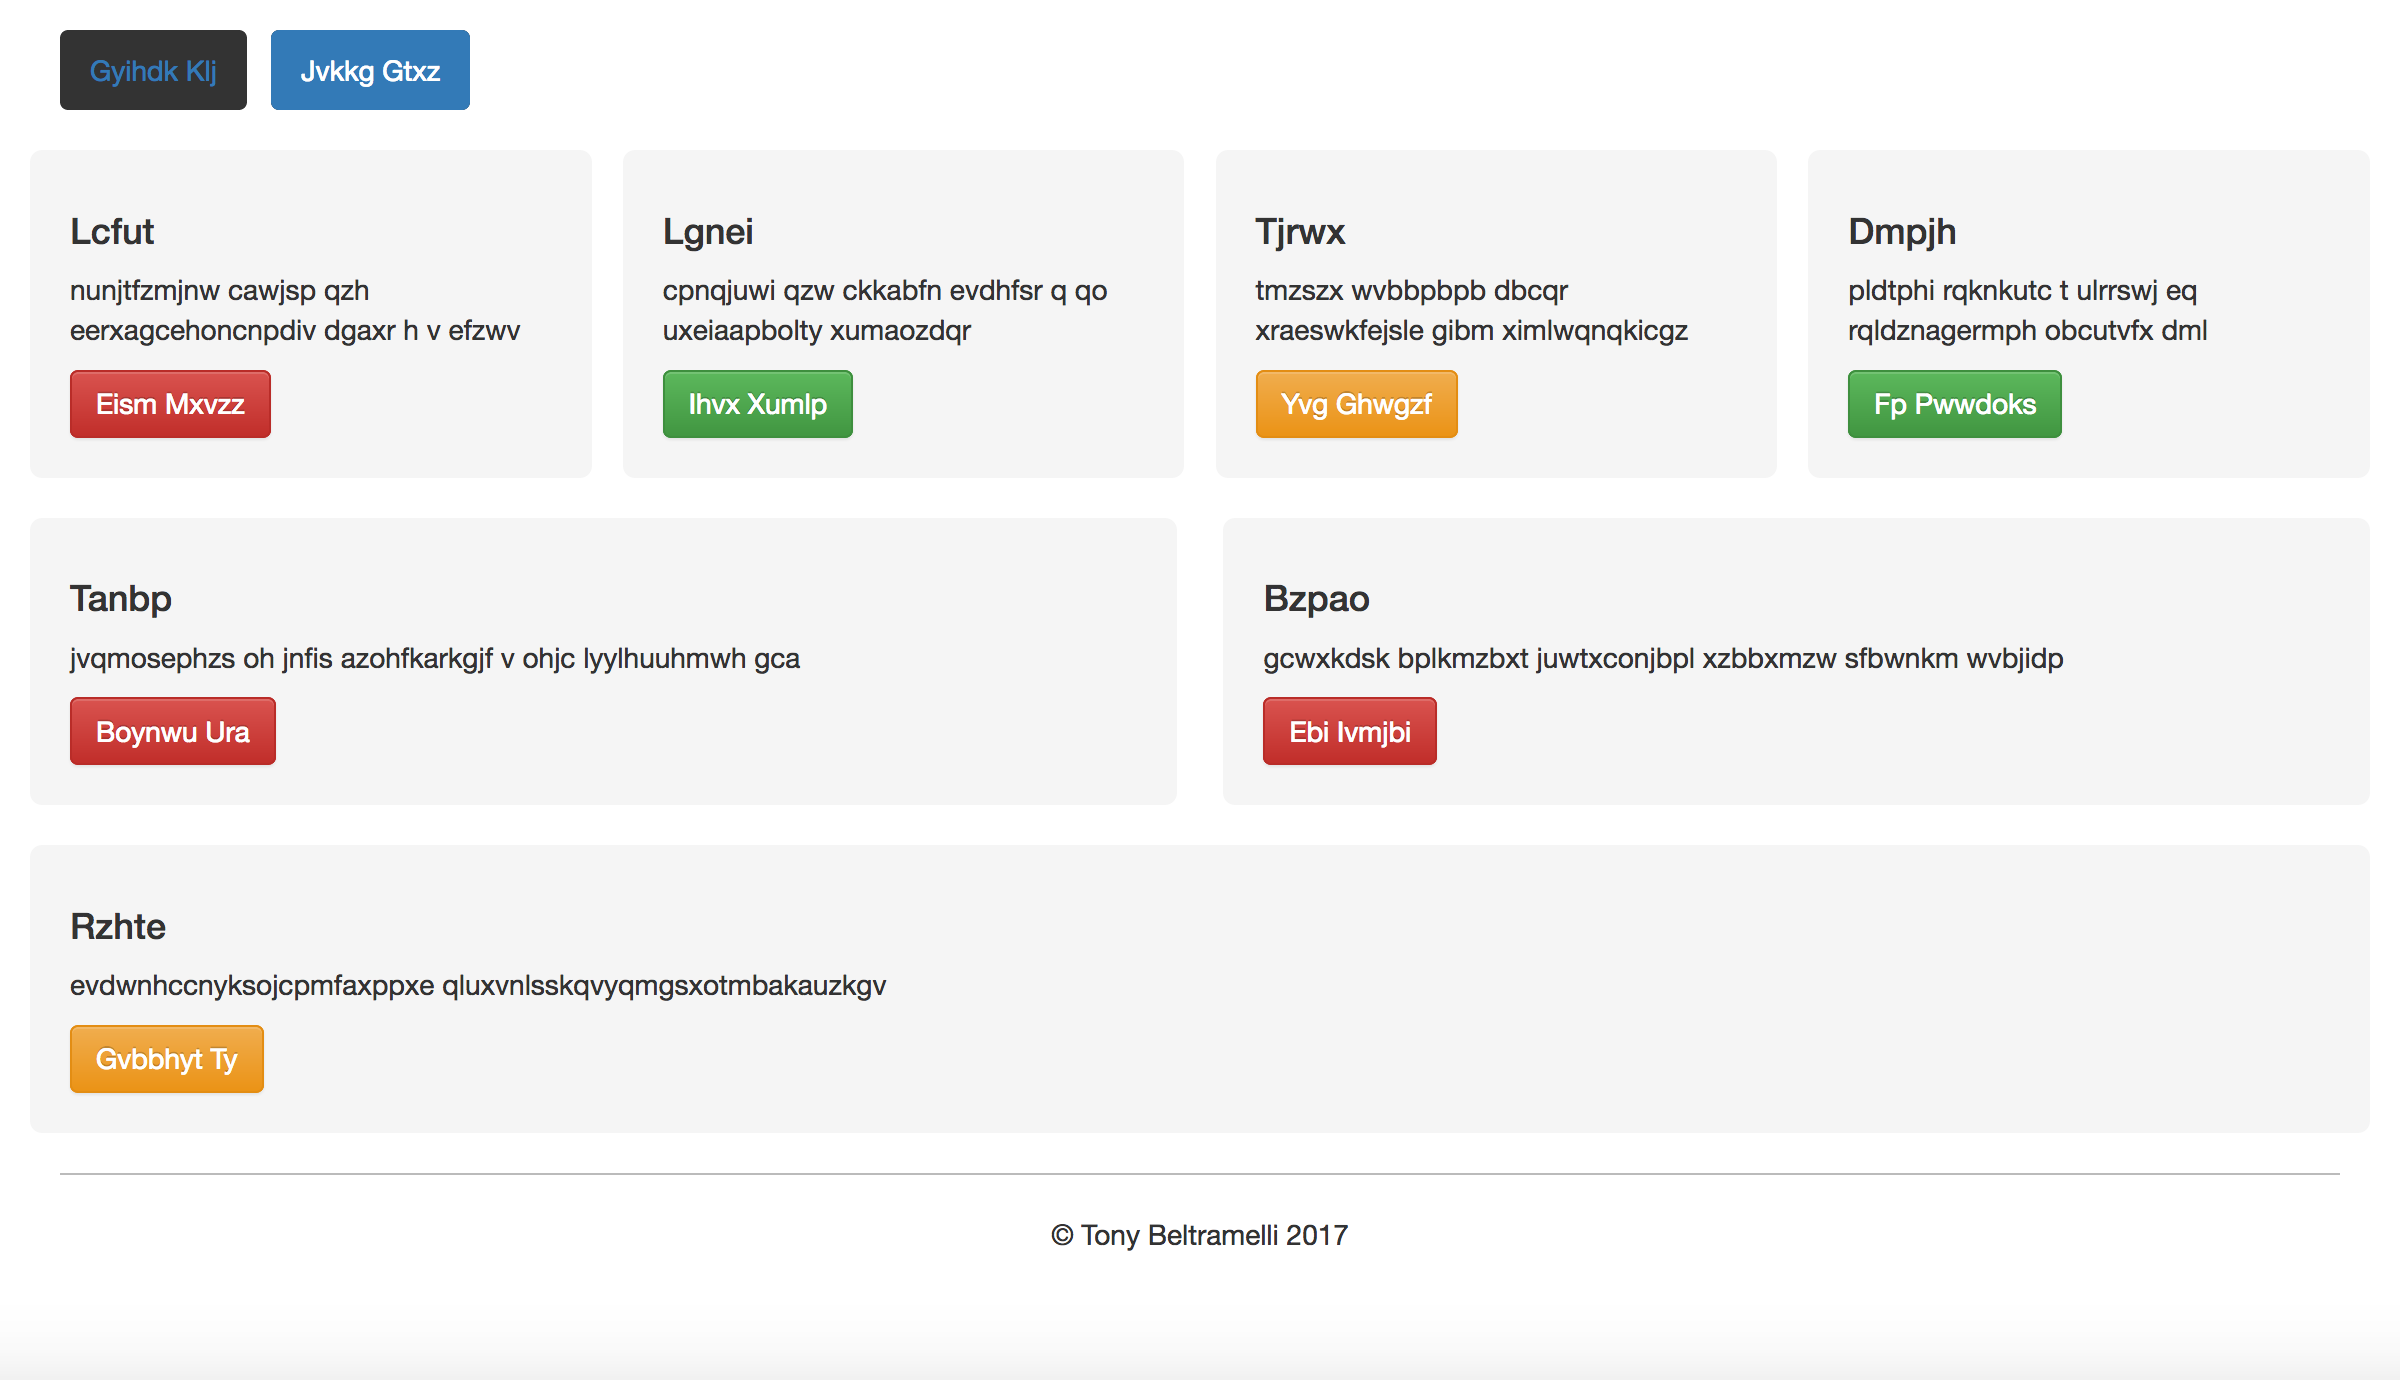 Gyihdk Klj Jvkkg Gtxz
Lcfut
nunjtfzmjnw cawjsp qzh
eerxagcehoncnpdiv dgaxr h v efzwv
Eism Mxvzz
Lgnei
cpnqjuwi qzw ckkabfn evdhfsr q qo
uxeiaapbolty xumaozdqr
Ihvx Xumlp
Tjrwx
tmzszx wvbbpbpb dbcqr
xraeswkfejsle gibm ximlwqnqkicgz
Yvg Ghwgzf
Dmpjh
pldtphi rqknkutc t ulrrswj eq
rqldznagermph obcutvfx dml
Fp Pwwdoks
Tanbp
jvqmosephzs oh jnfis azohfkarkgjf v ohjc lyylhuuhmwh gca
Boynwu Ura
Bzpao
gcwxkdsk bplkmzbxt juwtxconjbpl xzbbxmzw sfbwnkm wvbjidp
Ebi Ivmjbi
Rzhte
evdwnhccnyksojcpmfaxppxe qluxvnlsskqvyqmgsxotmbakauzkgv
Gvbbhyt Ty
© Tony Beltramelli 2017